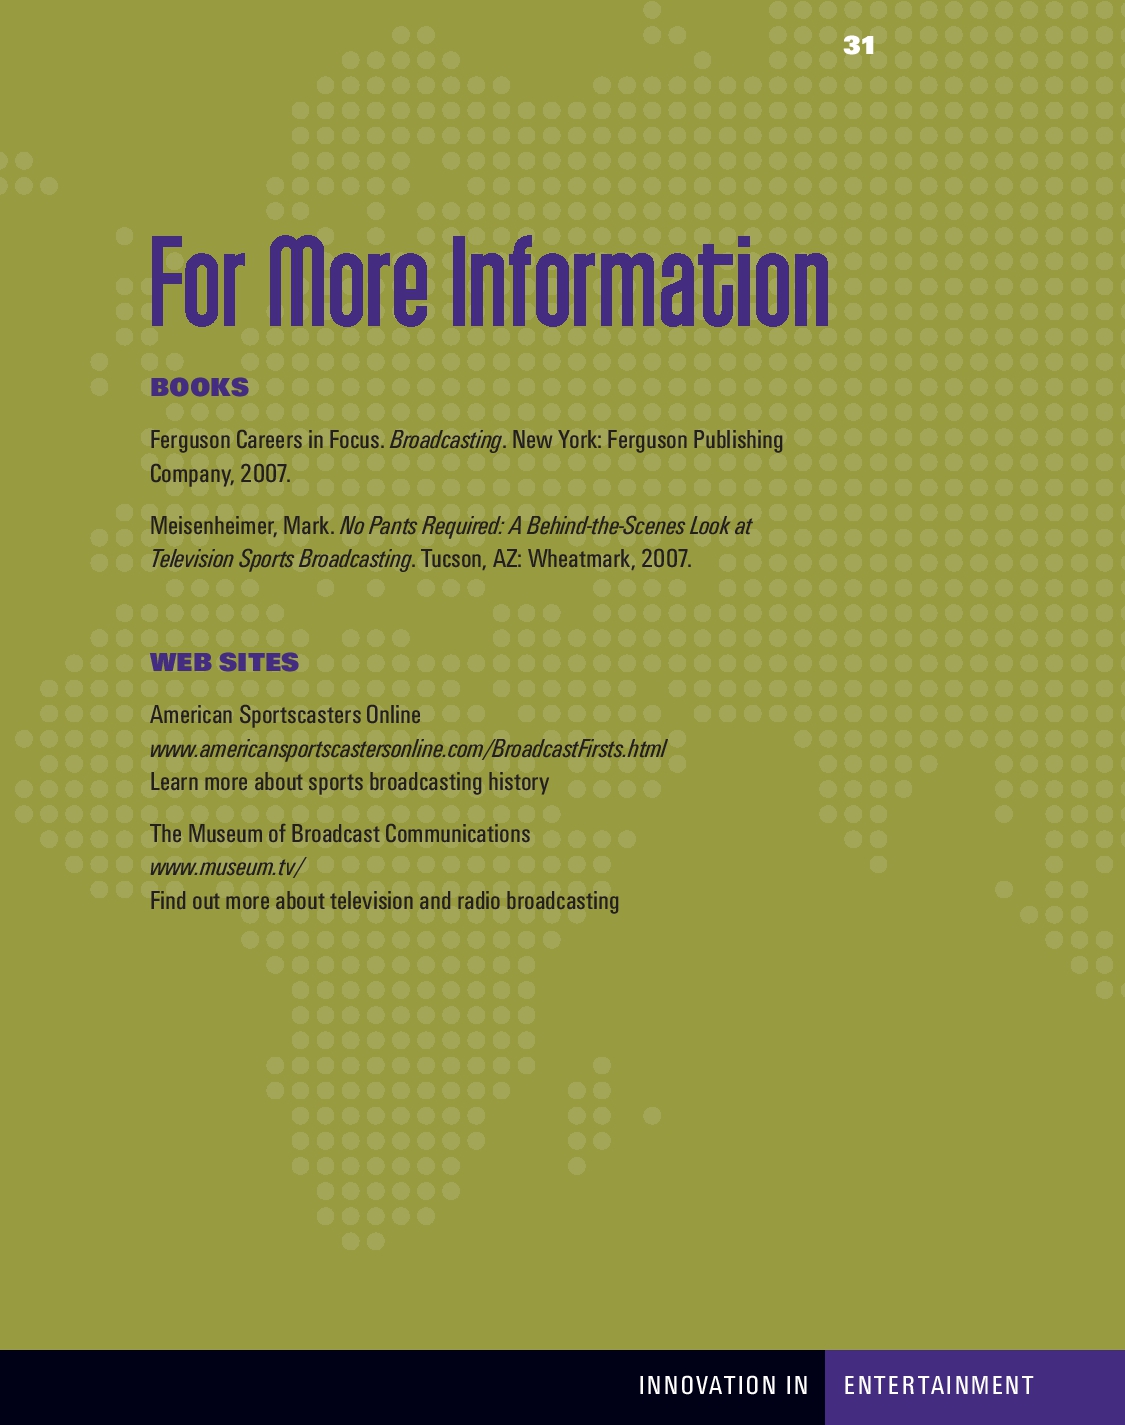 31
For More Information
BOOKS
Ferguson Careers in Focus. Broadcasting. New York: Ferguson Publishing
Company, 2007.
Meisenheimer, Mark. No Pants Required: A Behind-the-Scenes Look at
Television Sports Broadcasting. Tucson, AZ: Wheatmark, 2007.
WEB SITES
American Sportscasters Online
www.americansportscastersonline.com/BroadcastFirsts.html
Learn more about sports broadcasting history
The Museum of Broadcast Communications
www.museum.tv/
Find out more about television and radio broadcasting
INNOVATION IN ENTERTAINMENT